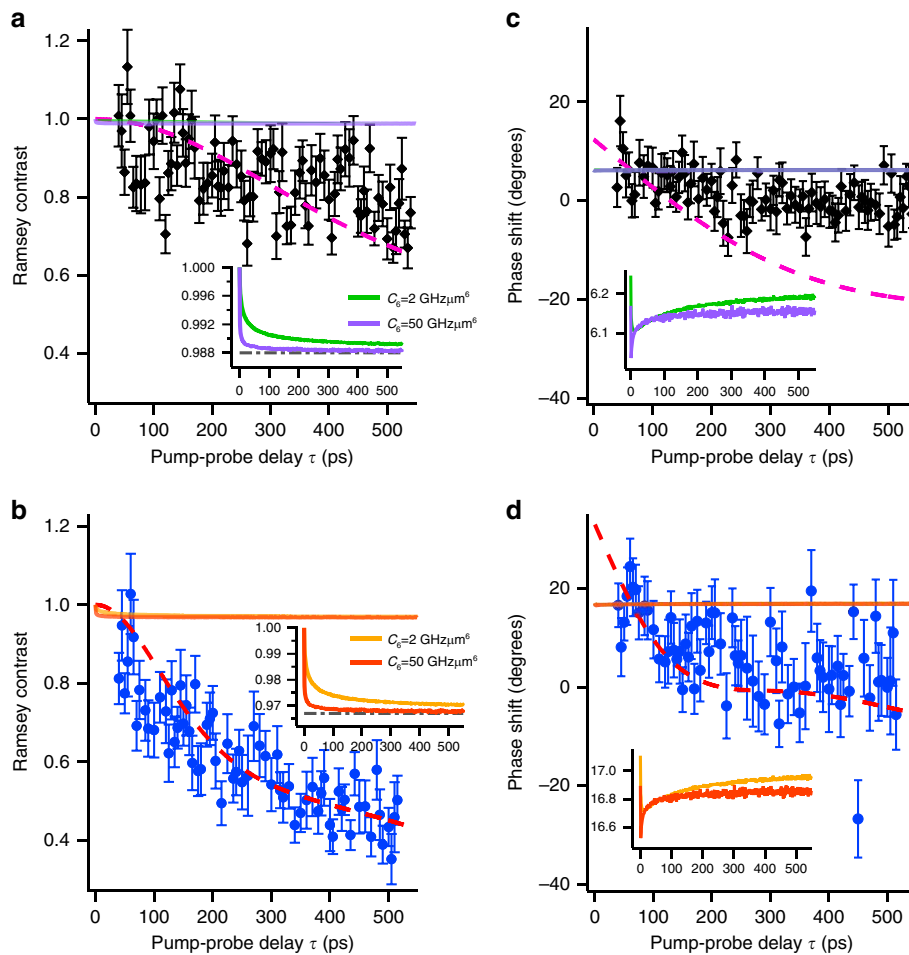 a
1.2
1.0
0.8
0.6
0.4
Ramsey contrast
1.000
0.996
0.992
0.988
C₆=2 GHzμm⁶
C₆=50 GHzμm⁶
0 100 200 300 400 500
0 100 200 300 400 500
Pump-probe delay τ (ps)
c
20
0
−20
−40
Phase shift (degrees)
6.2
6.1
0 100 200 300 400 500
0 100 200 300 400 500
Pump-probe delay τ (ps)
b
1.2
1.0
0.8
0.6
0.4
Ramsey contrast
1.00
0.99
0.98
0.97
C₆=2 GHzμm⁶
C₆=50 GHzμm⁶
0 100 200 300 400 500
0 100 200 300 400 500
Pump-probe delay τ (ps)
d
20
0
−20
−40
Phase shift (degrees)
17.0
16.8
16.6
0 100 200 300 400 500
0 100 200 300 400 500
Pump-probe delay τ (ps)